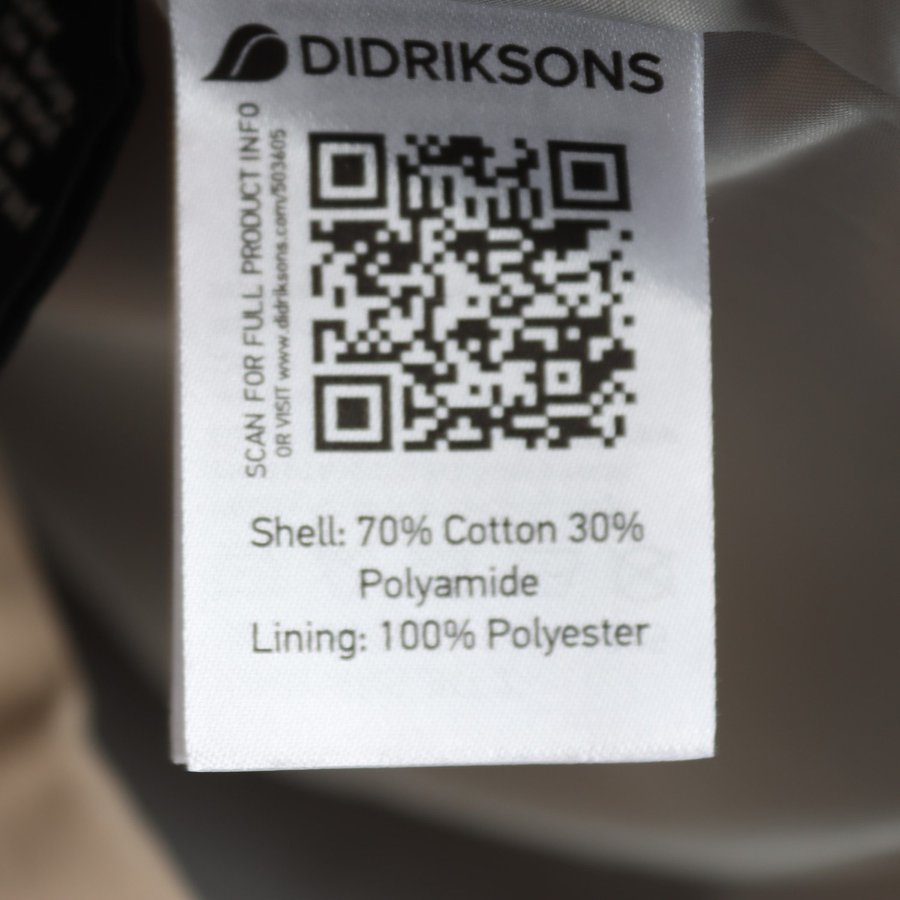 DIDRIKSONS
SCAN FOR FULL PRODUCT INFO
OR VISIT www.didriksons.com/503405
Shell: 70% Cotton 30%
Polyamide
Lining: 100% Polyester